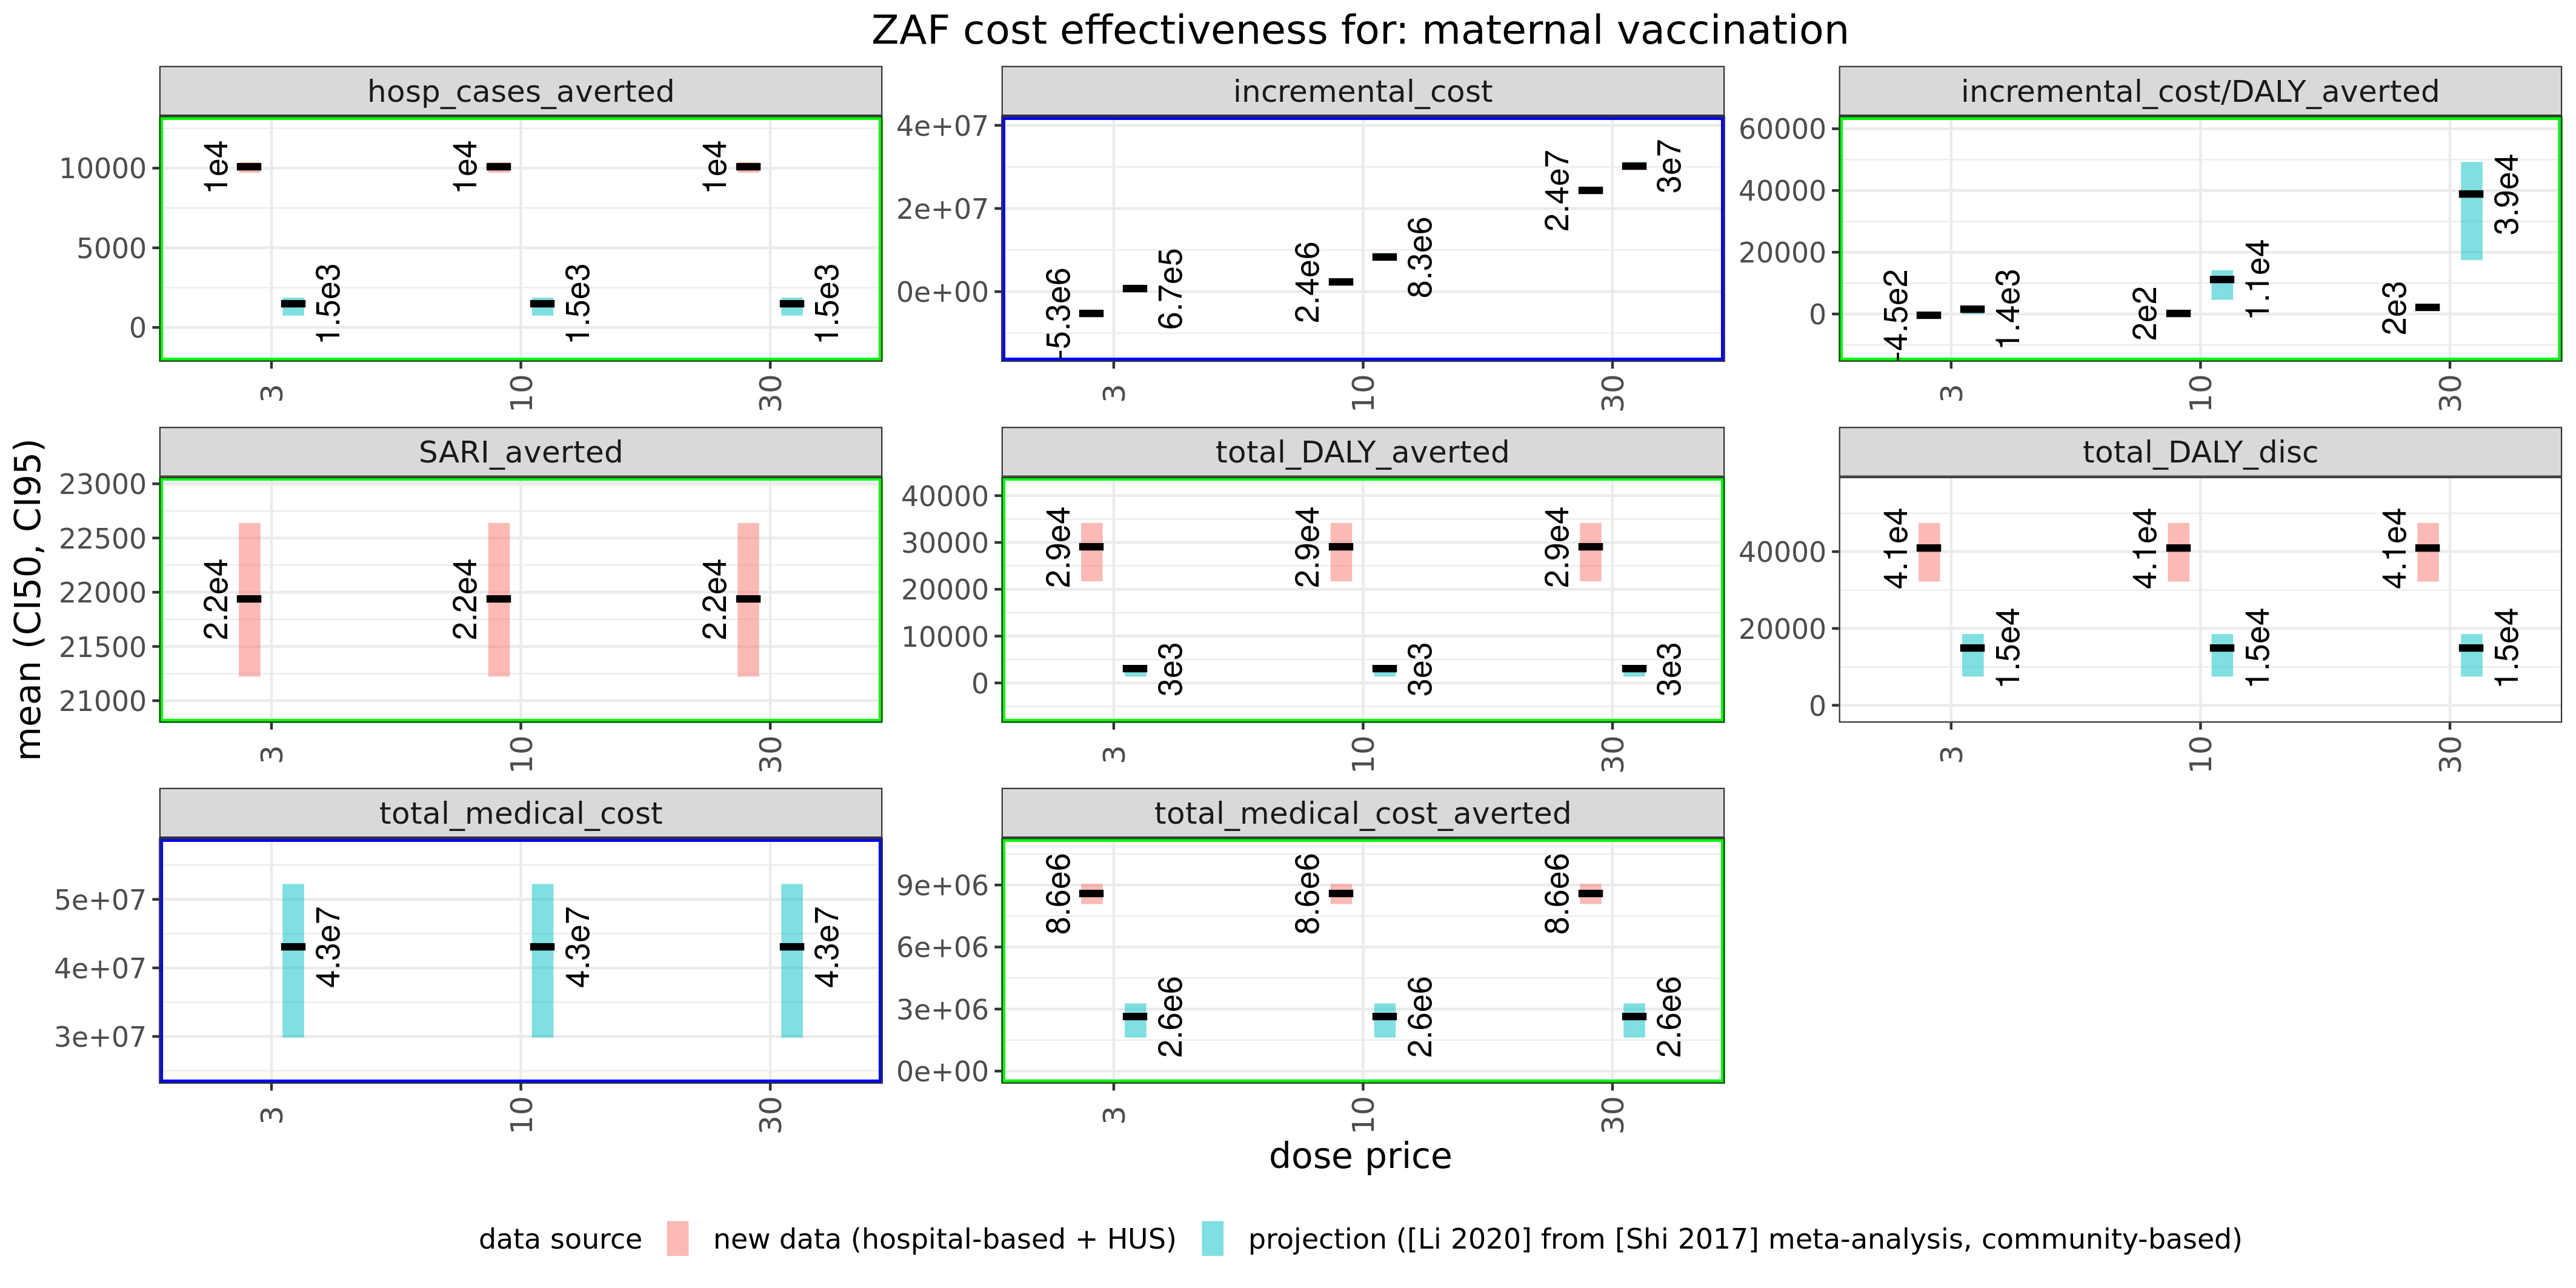 ZAF cost effectiveness for: maternal vaccination
mean (CI50, CI95)
hosp_cases_averted
10000
5000
0
1e4
1e4
1e4
1.5e3
1.5e3
1.5e3
3
10
30
incremental_cost
4e+07
2e+07
0e+00
-5.3e6
6.7e5
2.4e6
8.3e6
2.4e7
3e7
3
10
30
incremental_cost/DALY_averted
60000
40000
20000
0
-4.5e2
1.4e3
2e2
1.1e4
2e3
3.9e4
3
10
30
SARI_averted
23000
22500
22000
21500
21000
2.2e4
2.2e4
2.2e4
3
10
30
total_DALY_averted
40000
30000
20000
10000
0
2.9e4
2.9e4
2.9e4
3e3
3e3
3e3
3
10
30
total_DALY_disc
40000
20000
0
4.1e4
4.1e4
4.1e4
1.5e4
1.5e4
1.5e4
3
10
30
total_medical_cost
5e+07
4e+07
3e+07
4.3e7
4.3e7
4.3e7
3
10
30
total_medical_cost_averted
9e+06
6e+06
3e+06
0e+00
8.6e6
8.6e6
8.6e6
2.6e6
2.6e6
2.6e6
3
10
30
dose price
data source new data (hospital-based + HUS) projection ([Li 2020] from [Shi 2017] meta-analysis, community-based)